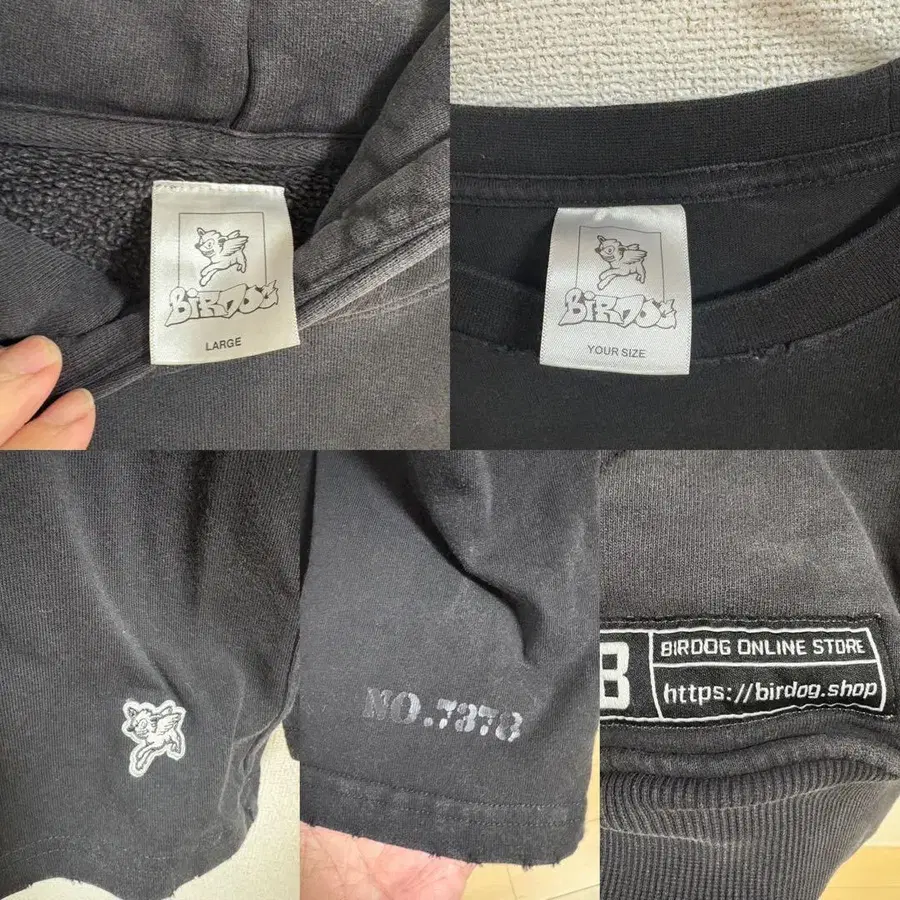 BIRDOG
LARGE
BIRDOG
YOUR SIZE
NO.7378
B
BIRDOG ONLINE STORE
https://birdog.shop